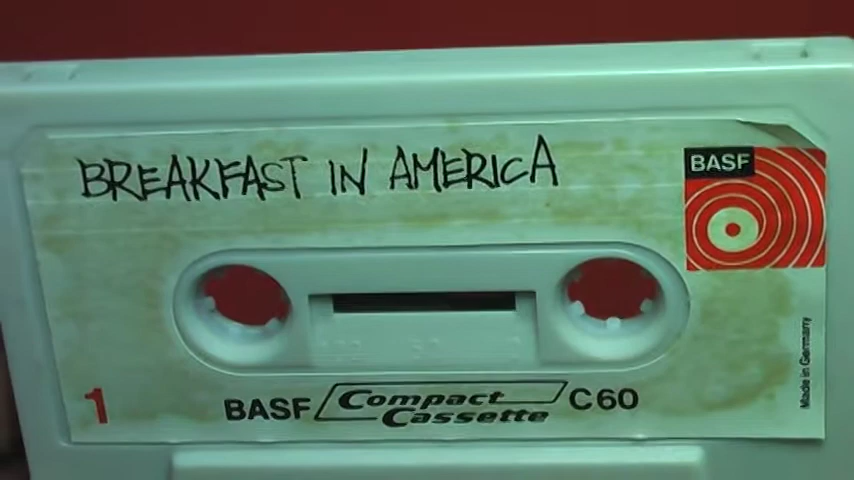 BREAKFAST IN AMERICA
BASF
Made in Germany
1
BASF Compact Cassette C60